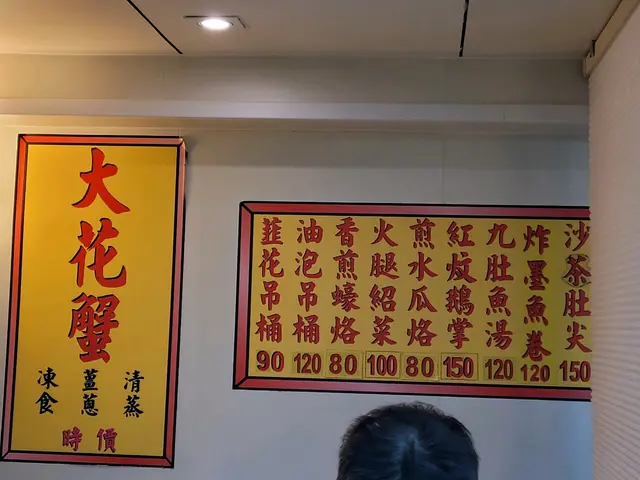 大花蟹
清蒸
薑葱
凍食
時價
沙茶肚尖 150
炸墨魚卷 120
九肚魚湯 120
紅炆鵝掌 150
煎水瓜烙 80
火腿紹菜 100
香煎蠔烙 80
油泡吊桶 120
韮花吊桶 90